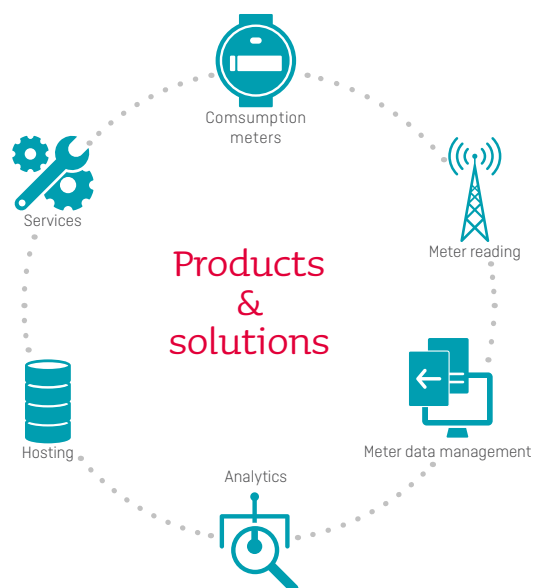 Comsumption
meters
Services
Meter reading
Products
&
solutions
Hosting
Meter data management
Analytics